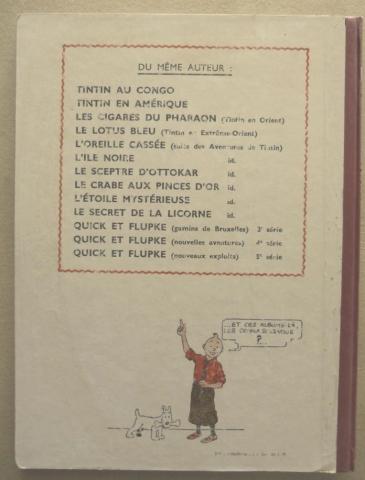 DU MÊME AUTEUR :
TINTIN AU CONGO
TINTIN EN AMÉRIQUE
LES CIGARES DU PHARAON (Tintin en Orient)
LE LOTUS BLEU (Tintin en Extrême-Orient)
L'OREILLE CASSÉE (suite des Aventures de Tintin)
L'ILE NOIRE id.
LE SCEPTRE D'OTTOKAR id.
LE CRABE AUX PINCES D'OR id.
L'ÉTOILE MYSTÉRIEUSE id.
LE SECRET DE LA LICORNE id.
QUICK ET FLUPKE (gamins de Bruxelles) 3e série
QUICK ET FLUPKE (nouvelles aventures) 4e série
QUICK ET FLUPKE (nouveaux exploits) 5e série
...ET CES ALBUMS-LÀ,
LES CONNAISSEZ-VOUS
?...